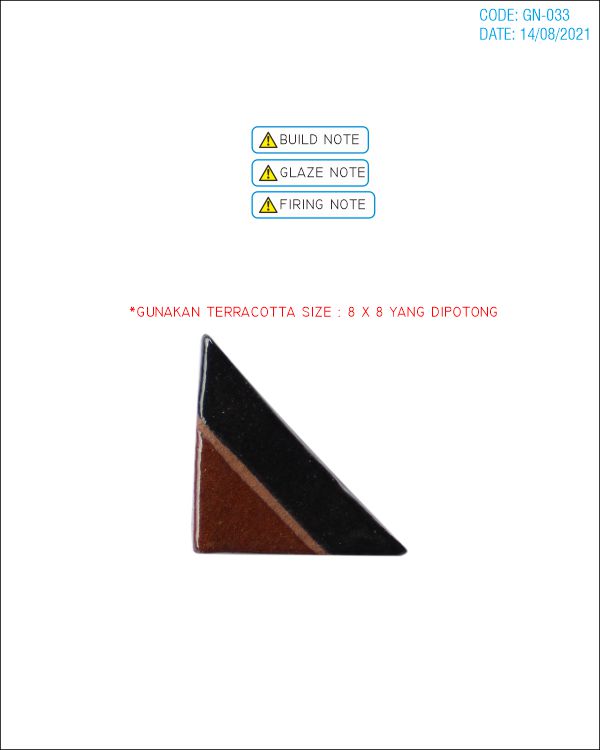 CODE: GN-033
DATE: 14/08/2021
BUILD NOTE
GLAZE NOTE
FIRING NOTE
*GUNAKAN TERRACOTTA SIZE : 8 X 8 YANG DIPOTONG